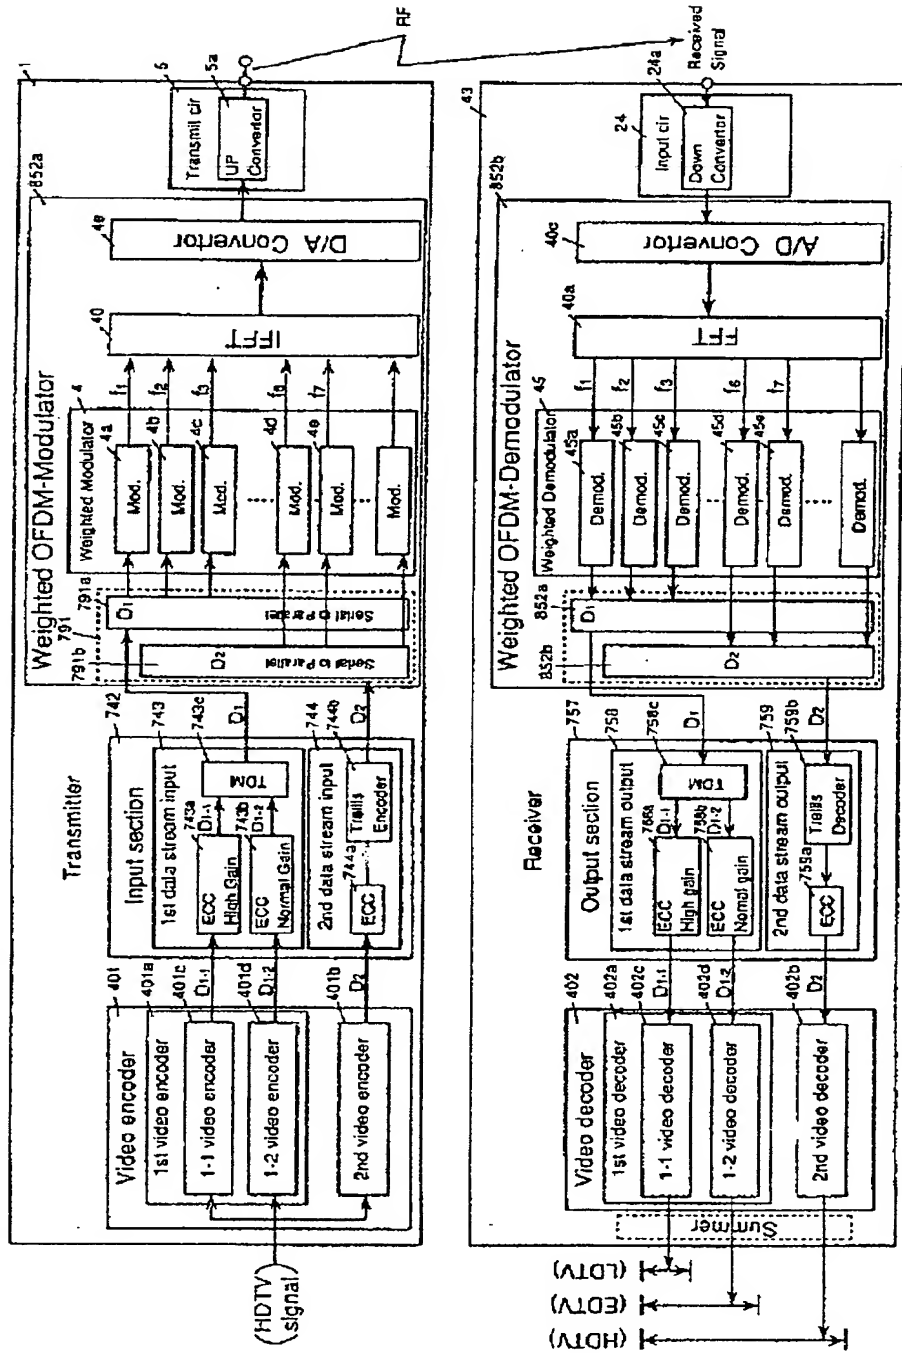 Transmitter
1
(HDTV signal)
Video encoder
401
1st video encoder
401a
1-1 video encoder
401c
1-2 video encoder
401d
2nd video encoder
401b
D1-1
D1-2
D2
Input section
742
1st data stream input
743
ECC
High Gain
743a
D1-1
ECC
Normal Gain
743b
D1-2
TDM
743c
2nd data stream input
744
ECC
744a
Trellis
Encoder
744b
D1
D2
Weighted OFDM-Modulator
852a
791
791a
D1
Serial to Parallel
791b
D2
Serial to Parallel
Weighted Modulator
4
Mod.
4a
Mod.
4b
Mod.
4c
Mod.
4d
Mod.
4e
Mod.
f1
f2
f3
f6
f7
IFFT
40
D/A Convertor
4e
Transmit cir
5
UP
Convertor
5a
RF
Receiver
43
Received
Signal
Input cir
24
Down
Convertor
24a
Weighted OFDM-Demodulator
852b
A/D Convertor
40c
FFT
40a
f1
f2
f3
f6
f7
Weighted Demodulator
45
Demod.
45a
Demod.
45b
Demod.
45c
Demod.
45d
Demod.
45e
Demod.
852a
D1
852b
D2
D1
D2
Output section
757
1st data stream output
758
TDM
758c
ECC
High gain
D1-1
ECC
Nomal gain
758b
D1-2
2nd data stream output
759
Trellis
Decoder
759b
ECC
759a
D1-1
D1-2
D2
Video decoder
402
1st video decoder
402a
1-1 video decoder
402c
1-2 video decoder
402d
2nd video decoder
402b
Summer
(LDTV)
(EDTV)
(HDTV)